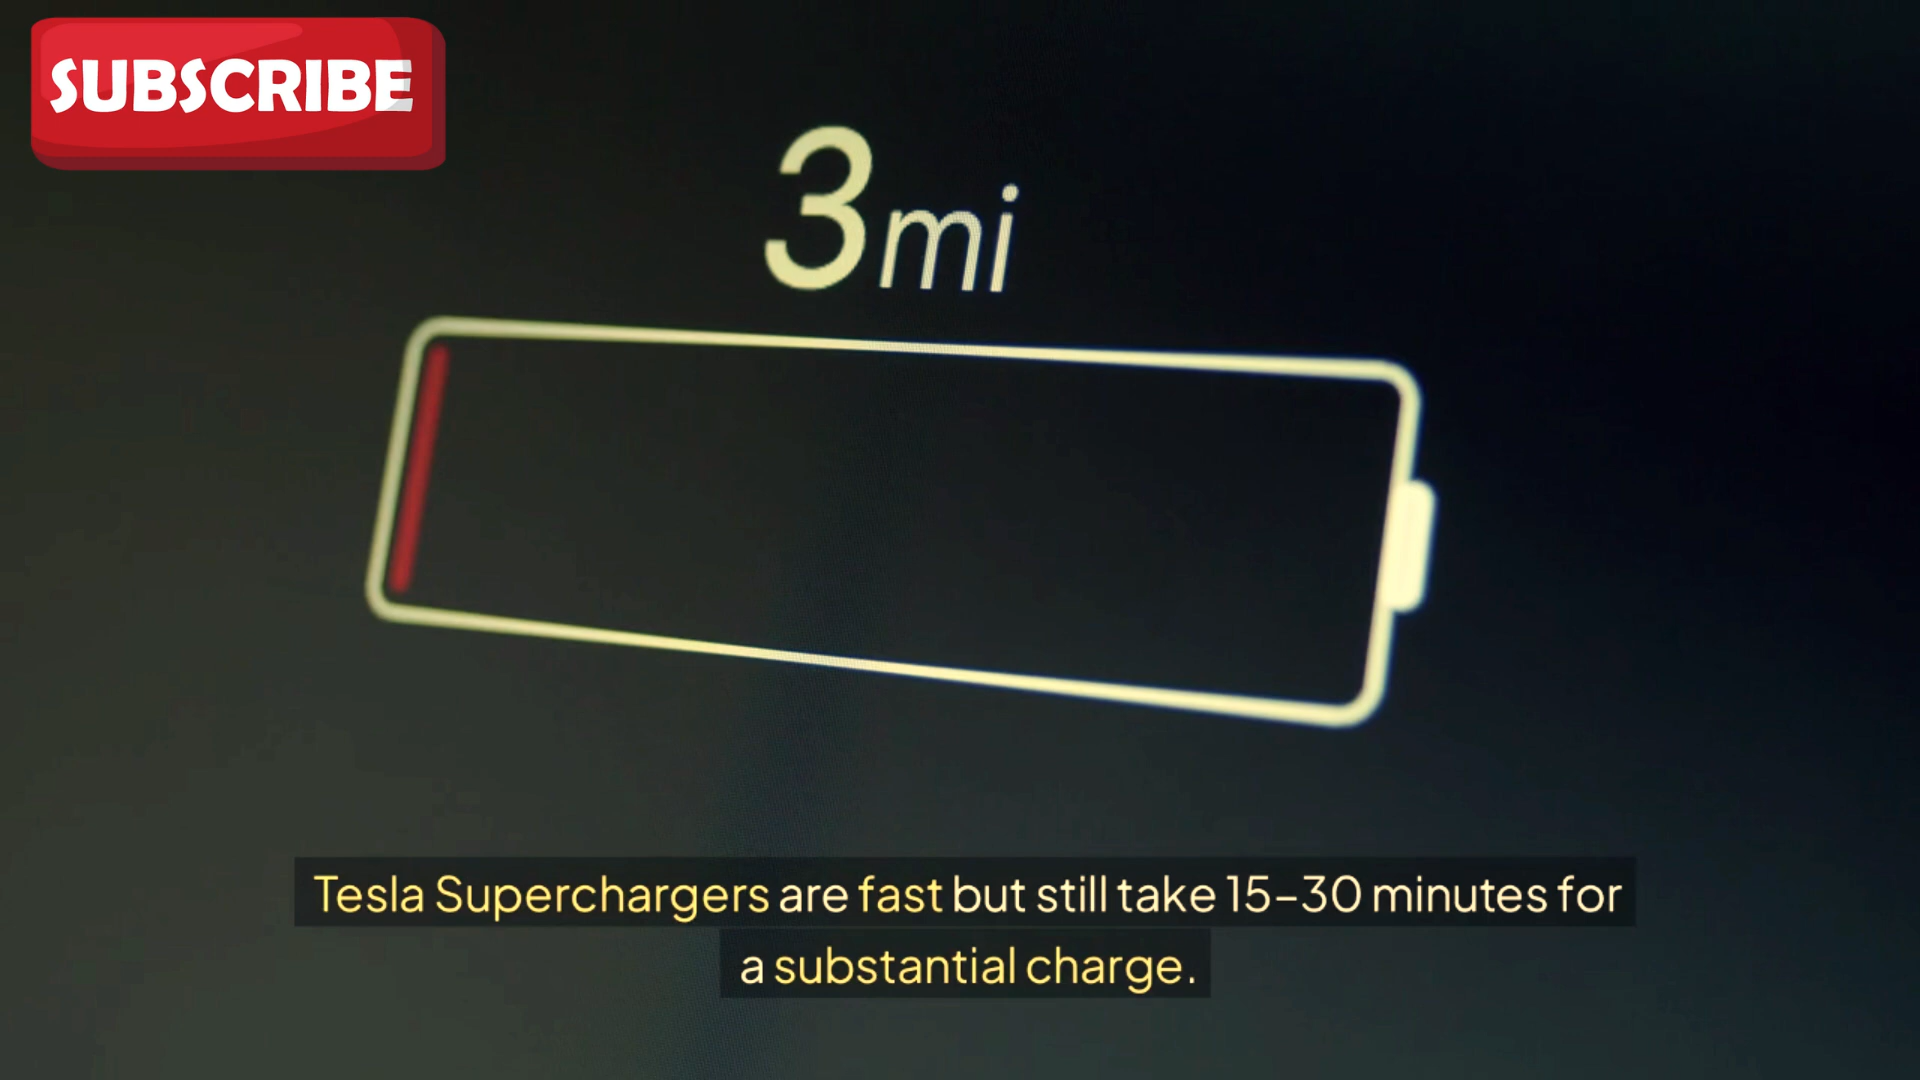 SUBSCRIBE
3mi
Tesla Superchargers are fast but still take 15–30 minutes for
a substantial charge.